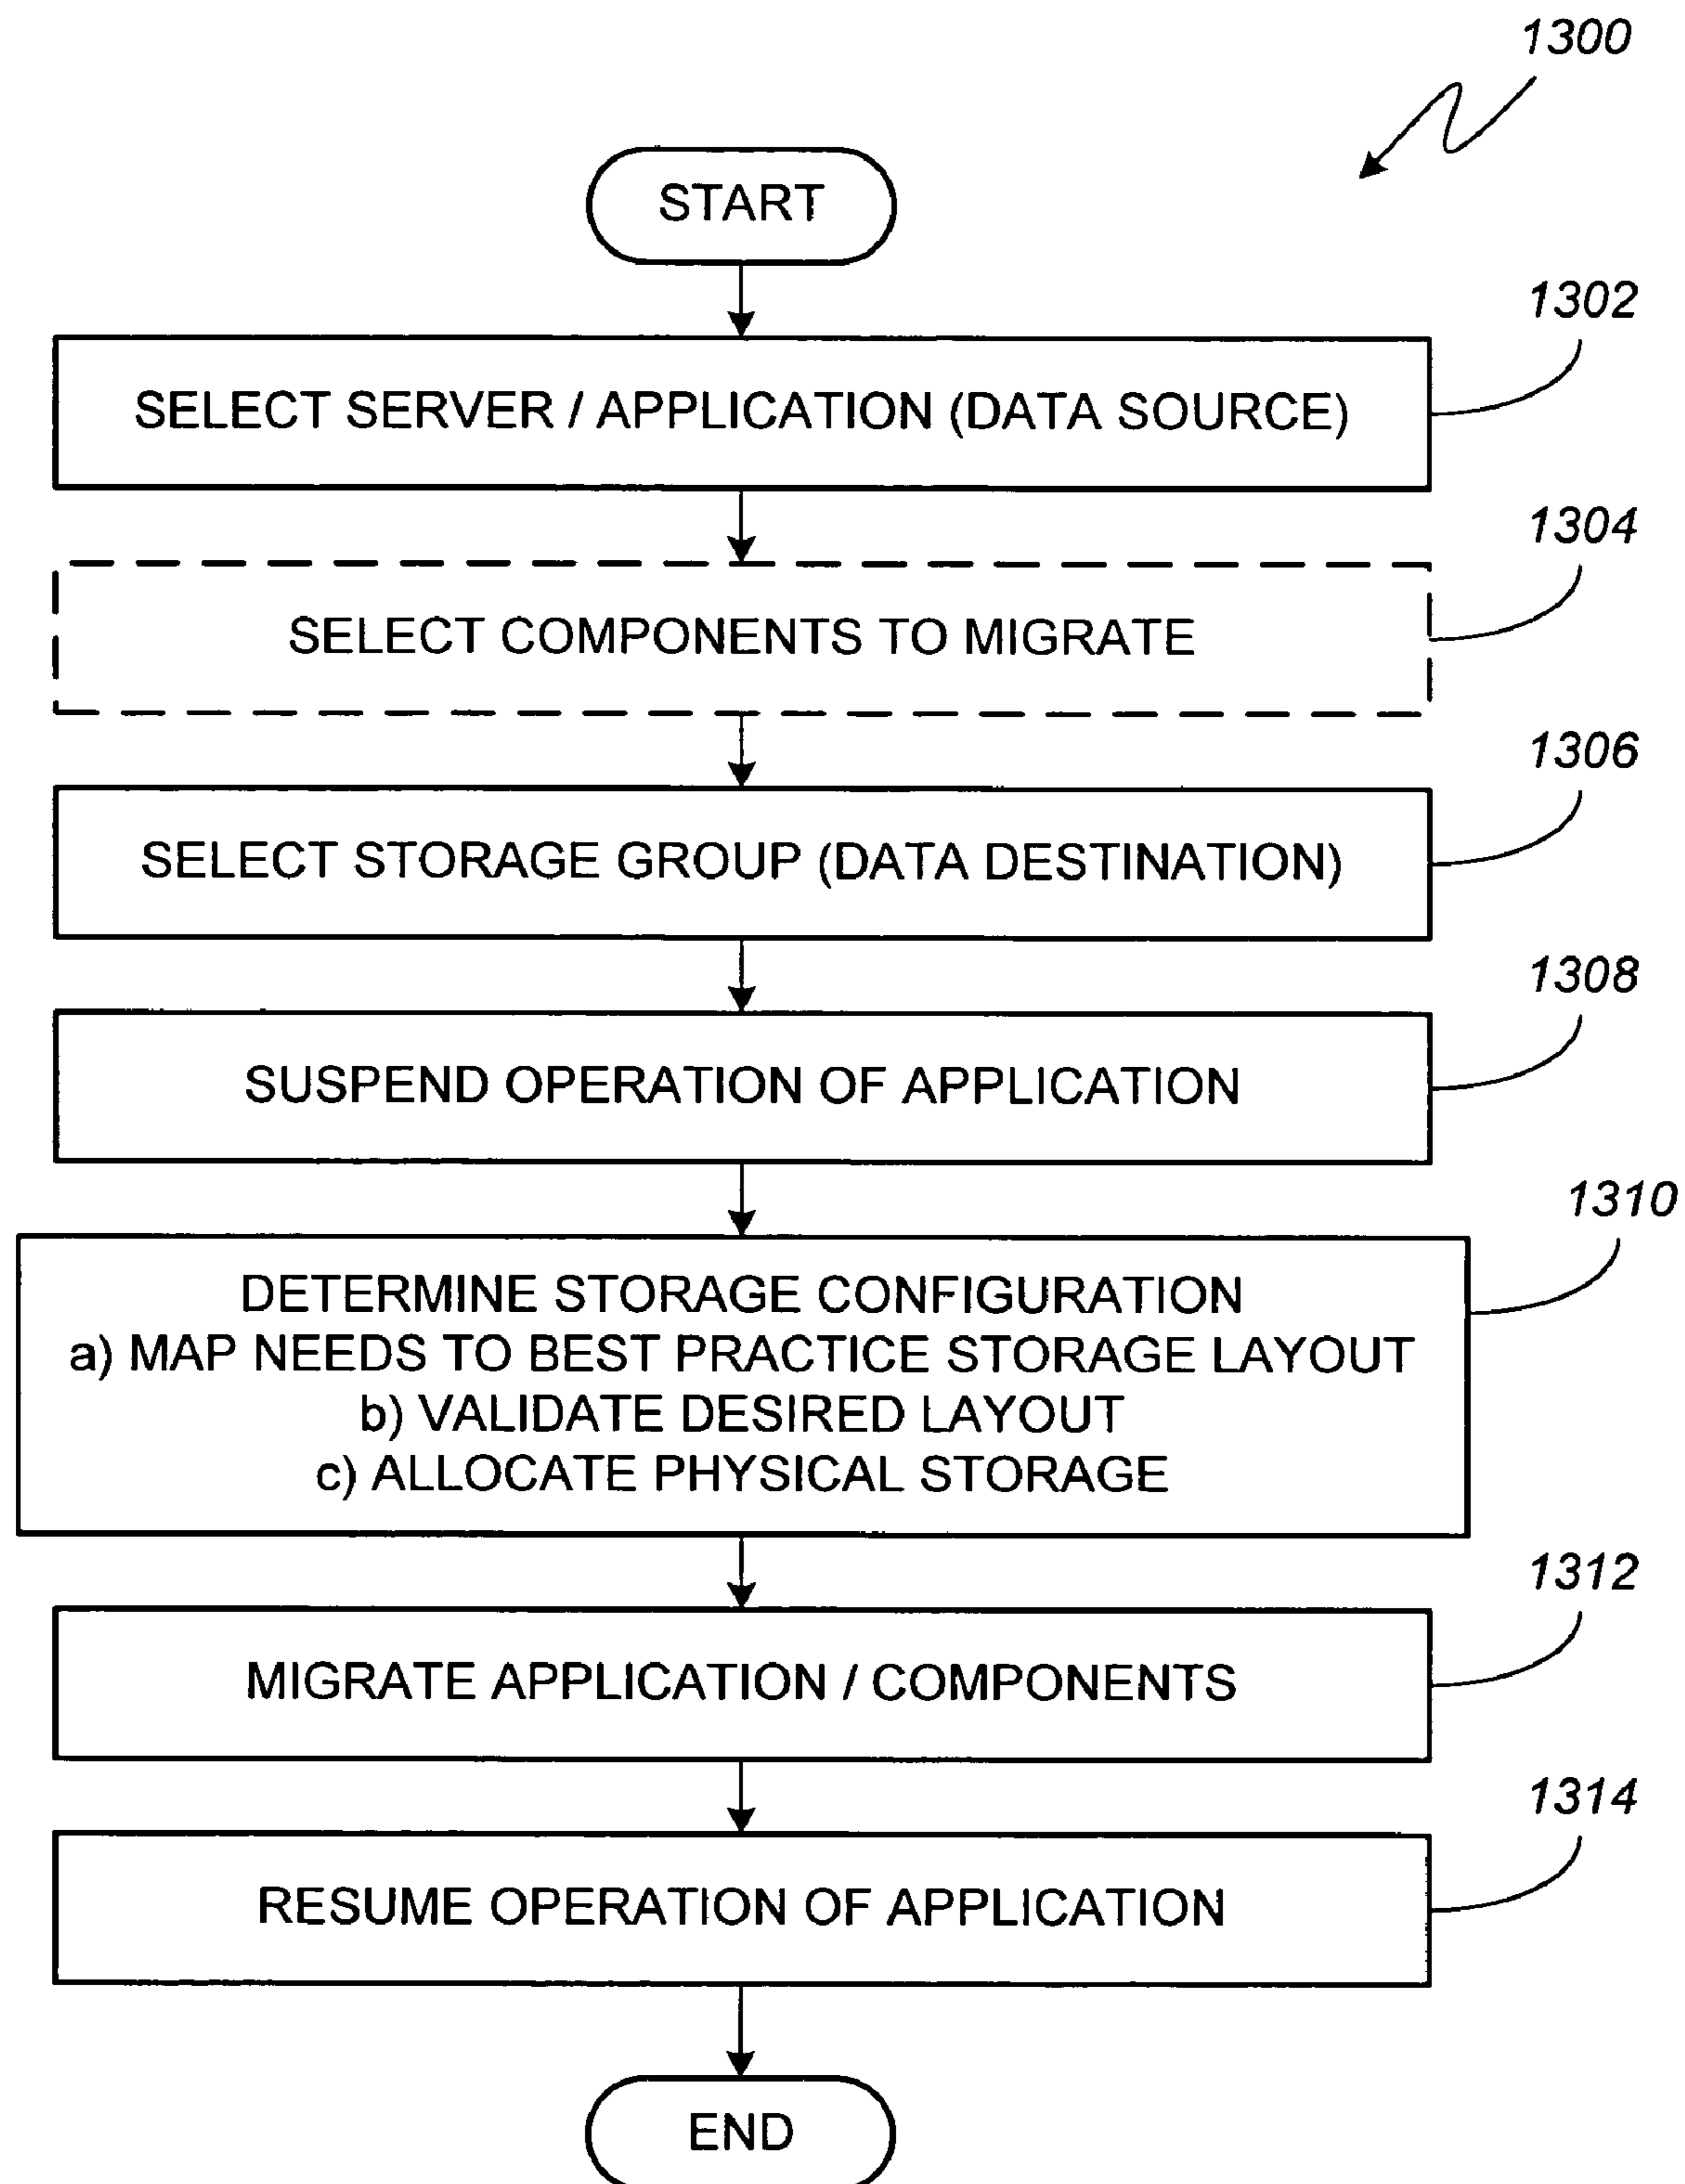 1300
START
1302
SELECT SERVER / APPLICATION (DATA SOURCE)
1304
SELECT COMPONENTS TO MIGRATE
1306
SELECT STORAGE GROUP (DATA DESTINATION)
1308
SUSPEND OPERATION OF APPLICATION
1310
DETERMINE STORAGE CONFIGURATION
a) MAP NEEDS TO BEST PRACTICE STORAGE LAYOUT
b) VALIDATE DESIRED LAYOUT
c) ALLOCATE PHYSICAL STORAGE
1312
MIGRATE APPLICATION / COMPONENTS
1314
RESUME OPERATION OF APPLICATION
END